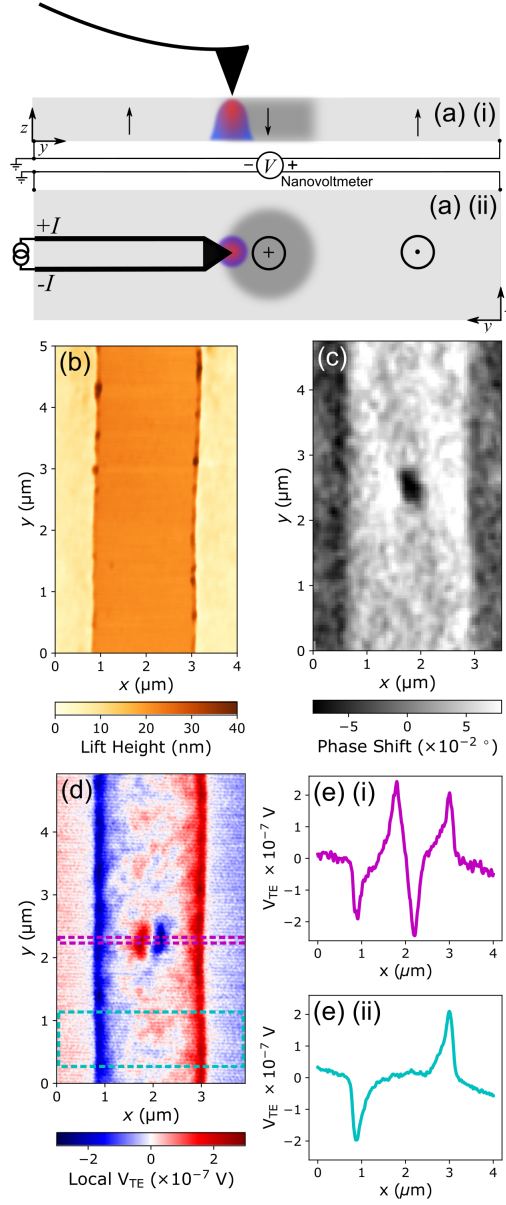 (a) (i)
z
y
− V +
Nanovoltmeter
(a) (ii)
+I
-I
y
(b)
y (μm)
5
4
3
2
1
0
0 1 2 3 4
x (μm)
0 10 20 30 40
Lift Height (nm)
(c)
y (μm)
4
3
2
1
0
0 1 2 3
x (μm)
−5 0 5
Phase Shift (×10−2 °)
(d)
y (μm)
4
3
2
1
0
0 1 2 3
x (μm)
−2 0 2
Local VTE (×10−7 V)
(e) (i)
VTE × 10−7 V
2
1
0
−1
−2
0 1 2 3 4
x (μm)
(e) (ii)
VTE × 10−7 V
2
1
0
−1
−2
0 1 2 3 4
x (μm)